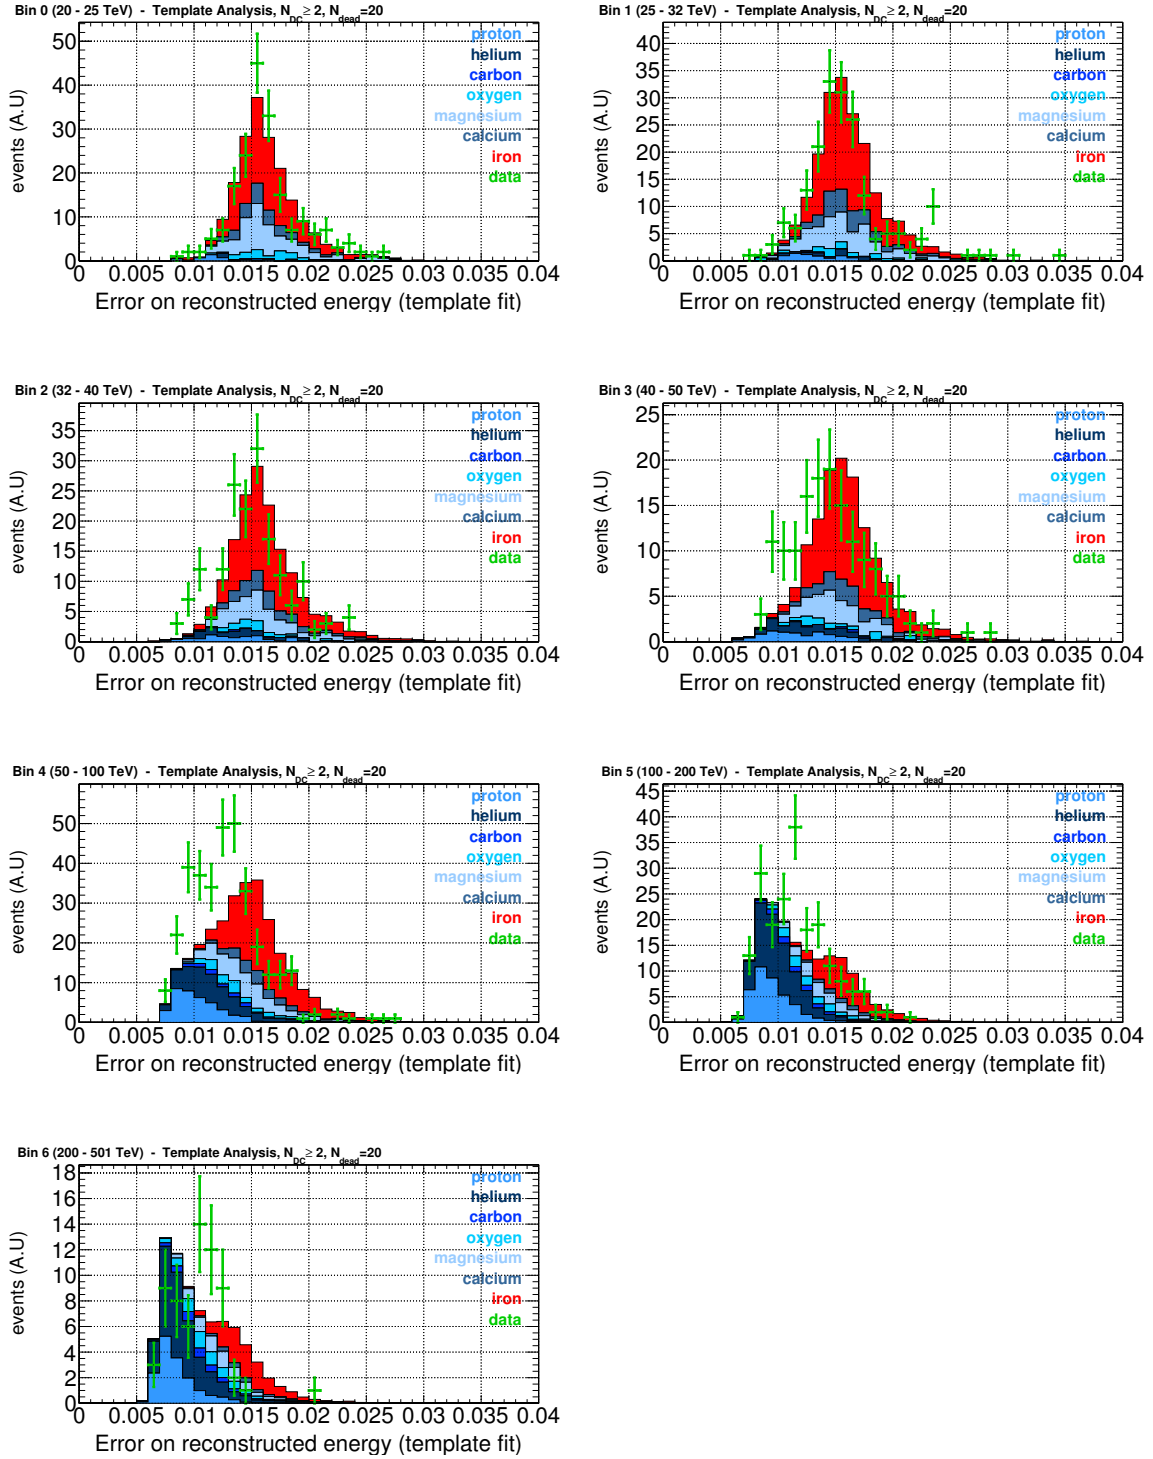 Bin 0 (20 - 25 TeV)  -  Template Analysis, N_DC ≥ 2, N_dead=20
events (A.U)
50
40
30
20
10
0
proton
helium
carbon
oxygen
magnesium
calcium
iron
data
0 0.005 0.01 0.015 0.02 0.025 0.03 0.035 0.04
Error on reconstructed energy (template fit)
Bin 1 (25 - 32 TeV)  -  Template Analysis, N_DC ≥ 2, N_dead=20
events (A.U)
40
35
30
25
20
15
10
5
0
proton
helium
carbon
oxygen
magnesium
calcium
iron
data
0 0.005 0.01 0.015 0.02 0.025 0.03 0.035 0.04
Error on reconstructed energy (template fit)
Bin 2 (32 - 40 TeV)  -  Template Analysis, N_DC ≥ 2, N_dead=20
events (A.U)
35
30
25
20
15
10
5
0
proton
helium
carbon
oxygen
magnesium
calcium
iron
data
0 0.005 0.01 0.015 0.02 0.025 0.03 0.035 0.04
Error on reconstructed energy (template fit)
Bin 3 (40 - 50 TeV)  -  Template Analysis, N_DC ≥ 2, N_dead=20
events (A.U)
25
20
15
10
5
0
proton
helium
carbon
oxygen
magnesium
calcium
iron
data
0 0.005 0.01 0.015 0.02 0.025 0.03 0.035 0.04
Error on reconstructed energy (template fit)
Bin 4 (50 - 100 TeV)  -  Template Analysis, N_DC ≥ 2, N_dead=20
events (A.U)
50
40
30
20
10
0
proton
helium
carbon
oxygen
magnesium
calcium
iron
data
0 0.005 0.01 0.015 0.02 0.025 0.03 0.035 0.04
Error on reconstructed energy (template fit)
Bin 5 (100 - 200 TeV)  -  Template Analysis, N_DC ≥ 2, N_dead=20
events (A.U)
45
40
35
30
25
20
15
10
5
0
proton
helium
carbon
oxygen
magnesium
calcium
iron
data
0 0.005 0.01 0.015 0.02 0.025 0.03 0.035 0.04
Error on reconstructed energy (template fit)
Bin 6 (200 - 501 TeV)  -  Template Analysis, N_DC ≥ 2, N_dead=20
events (A.U)
18
16
14
12
10
8
6
4
2
0
proton
helium
carbon
oxygen
magnesium
calcium
iron
data
0 0.005 0.01 0.015 0.02 0.025 0.03 0.035 0.04
Error on reconstructed energy (template fit)